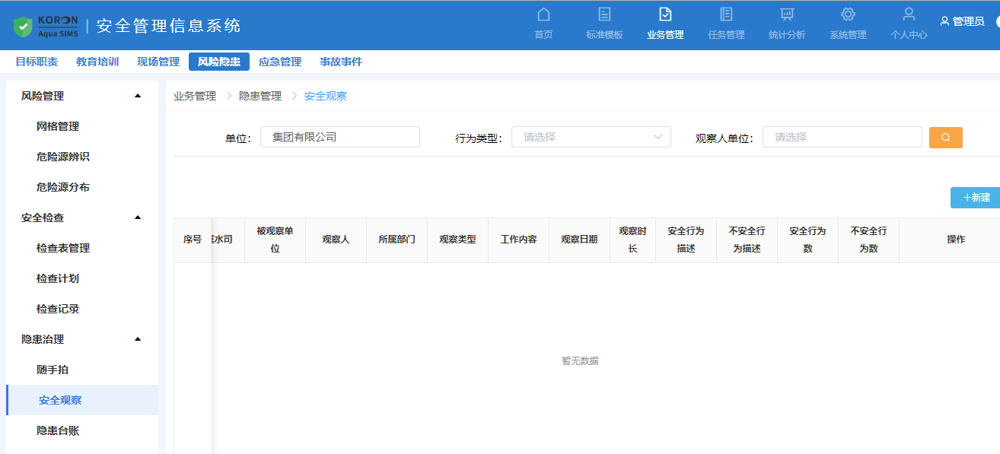 KORON
Aqua SIMS
安全管理信息系统
首页
标准模板
业务管理
任务管理
统计分析
系统管理
个人中心
管理员
目标职责
教育培训
现场管理
风险隐患
应急管理
事故事件
风险管理
网格管理
危险源辨识
危险源分布
安全检查
检查表管理
检查计划
检查记录
隐患治理
随手拍
安全观察
隐患台账
业务管理 > 隐患管理 > 安全观察
单位：
集团有限公司
行为类型：
请选择
观察人单位：
请选择
+新建
序号
水司
被观察单
位
观察人
所属部门
观察类型
工作内容
观察日期
观察时
长
安全行为
描述
不安全行
为描述
安全行为
数
不安全行
为数
操作
暂无数据